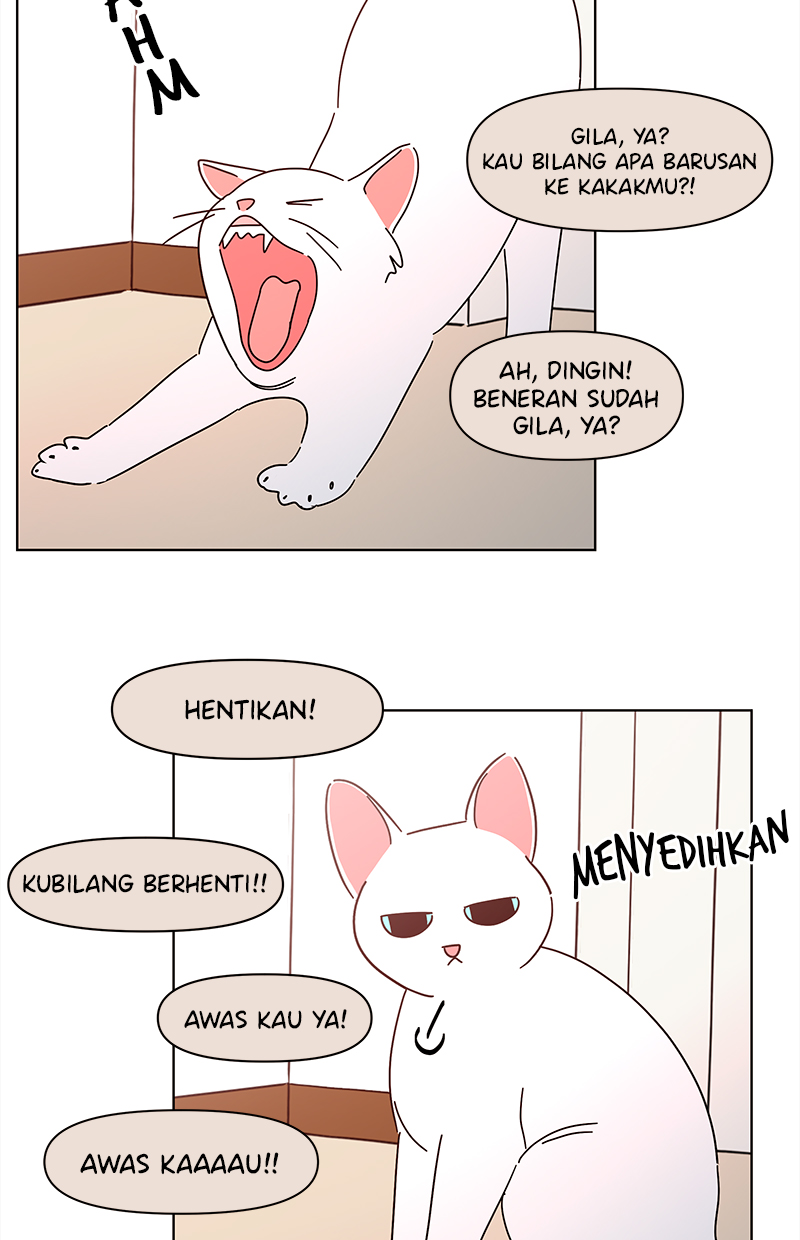 HM
GILA, YA?
KAU BILANG APA BARUSAN
KE KAKAKMU?!
AH, DINGIN!
BENERAN SUDAH
GILA, YA?
HENTIKAN!
MENYEDIHKAN
KUBILANG BERHENTI!!
AWAS KAU YA!
AWAS KAAAAU!!